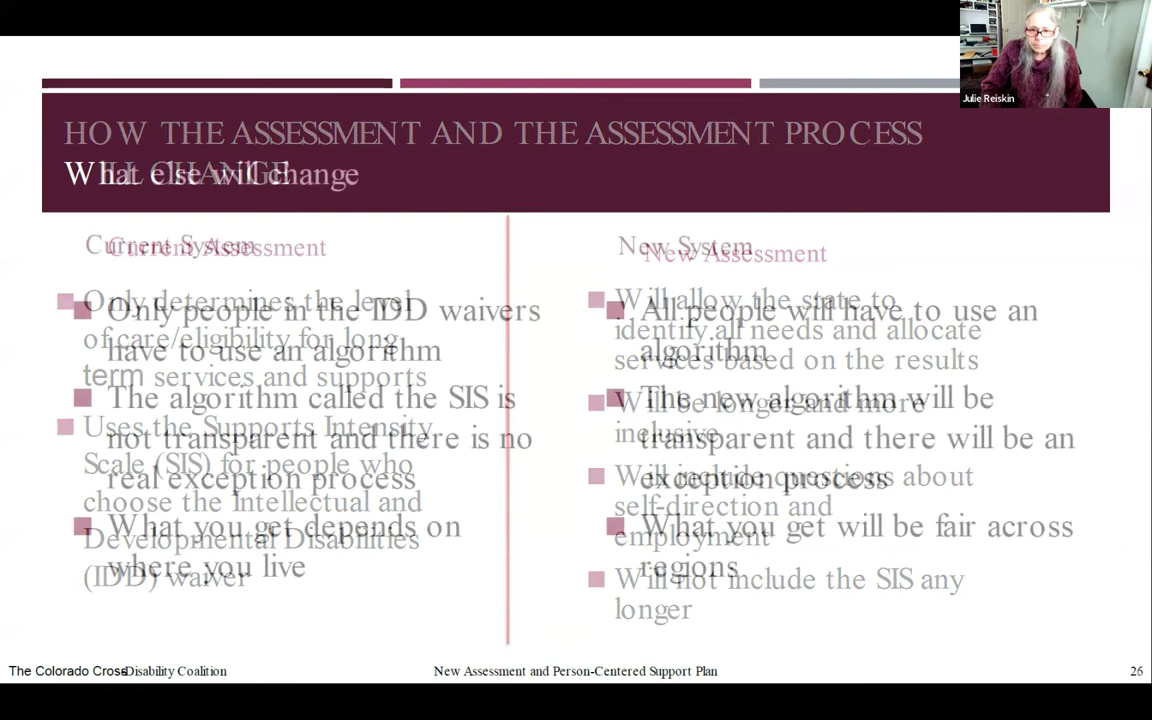 Julie Reiskin
HOW THE ASSESSMENT AND THE ASSESSMENT PROCESS
WILL CHANGE
What else will change
Current System
Only determines the level
of care/eligibility for long
term services and supports
Uses the Supports Intensity
Scale (SIS) for people who
choose the Intellectual and
Developmental Disabilities
(IDD) waiver
Current Assessment
Only people in the IDD waivers
have to use an algorithm
The algorithm called the SIS is
not transparent and there is no
real exception process
What you get depends on
where you live
New System
Will allow the state to
identify all needs and allocate
services based on the results
Will be longer and more
inclusive
Will include questions about
self-direction and
employment
Will not include the SIS any
longer
New Assessment
All people will have to use an
algorithm
The new algorithm will be
transparent and there will be an
exception process
What you get will be fair across
regions
The Colorado Cross-Disability Coalition
New Assessment and Person-Centered Support Plan
26